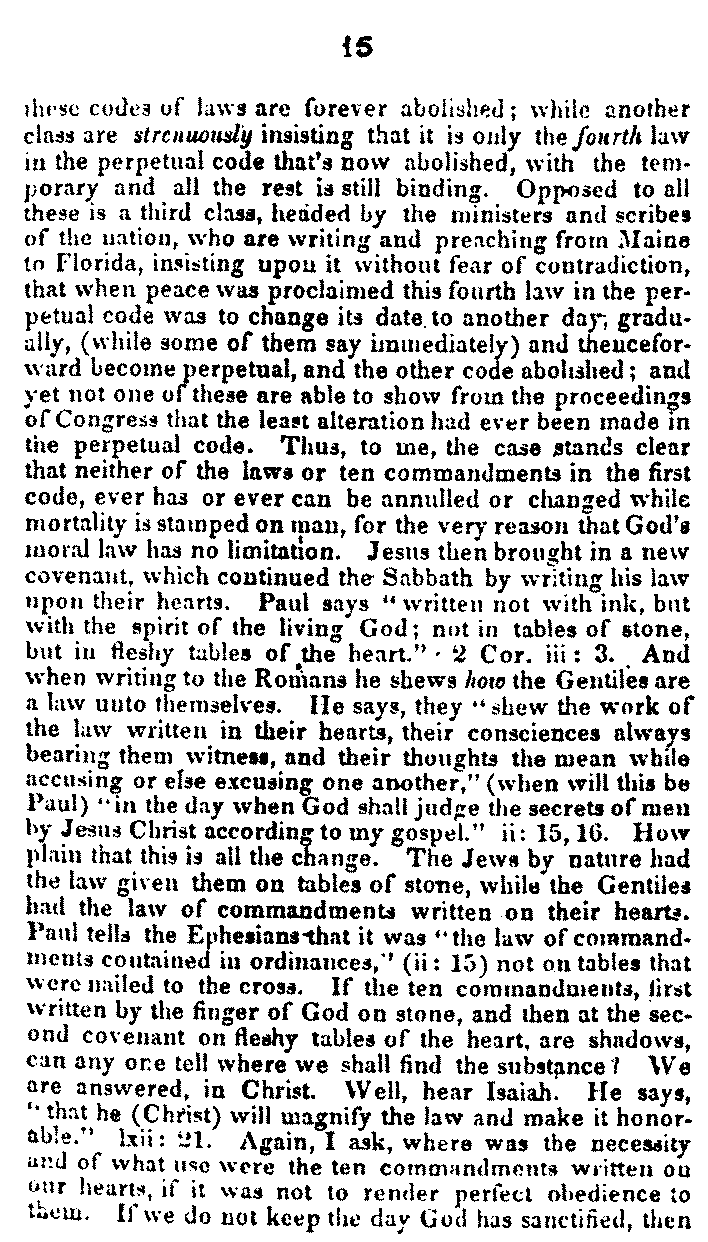 15
these codes of laws are forever abolished; while another
class are strenuously insisting that it is only the fourth law
in the perpetual code that's now abolished, with the tem-
porary and all the rest is still binding. Opposed to all
these is a third class, headed by the ministers and scribes
of the nation, who are writing and preaching from Maine
to Florida, insisting upon it without fear of contradiction,
that when peace was proclaimed this fourth law in the per-
petual code was to change its date to another day, gradu-
ally, (while some of them say immediately) and thencefor-
ward become perpetual, and the other code abolished; and
yet not one of these are able to show from the proceedings
of Congress that the least alteration had ever been made in
the perpetual code. Thus, to me, the case stands clear
that neither of the laws or ten commandments in the first
code, ever has or ever can be annulled or changed while
mortality is stamped on man, for the very reason that God's
moral law has no limitation. Jesus then brought in a new
covenant, which continued the Sabbath by writing his law
upon their hearts. Paul says "written not with ink, but
with the spirit of the living God; not in tables of stone,
but in fleshy tables of the heart." 2 Cor. iii: 3. And
when writing to the Romans he shews how the Gentiles are
a law unto themselves. He says, they "shew the work of
the law written in their hearts, their consciences always
bearing them witness, and their thoughts the mean while
accusing or else excusing one another," (when will this be
Paul) "in the day when God shall judge the secrets of men
by Jesus Christ according to my gospel." ii: 15, 16. How
plain that this is all the change. The Jews by nature had
the law given them on tables of stone, while the Gentiles
had the law of commandments written on their hearts.
Paul tells the Ephesians that it was "the law of command-
ments contained in ordinances," (ii: 15) not on tables that
were nailed to the cross. If the ten commandments, first
written by the finger of God on stone, and then at the sec-
ond covenant on fleshy tables of the heart, are shadows,
can any one tell where we shall find the substance? We
are answered, in Christ. Well, hear Isaiah. He says,
"that he (Christ) will magnify the law and make it honor-
able." lxii: 21. Again, I ask, where was the necessity
and of what use were the ten commandments written on
our hearts, if it was not to render perfect obedience to
them. If we do not keep the day God has sanctified, then